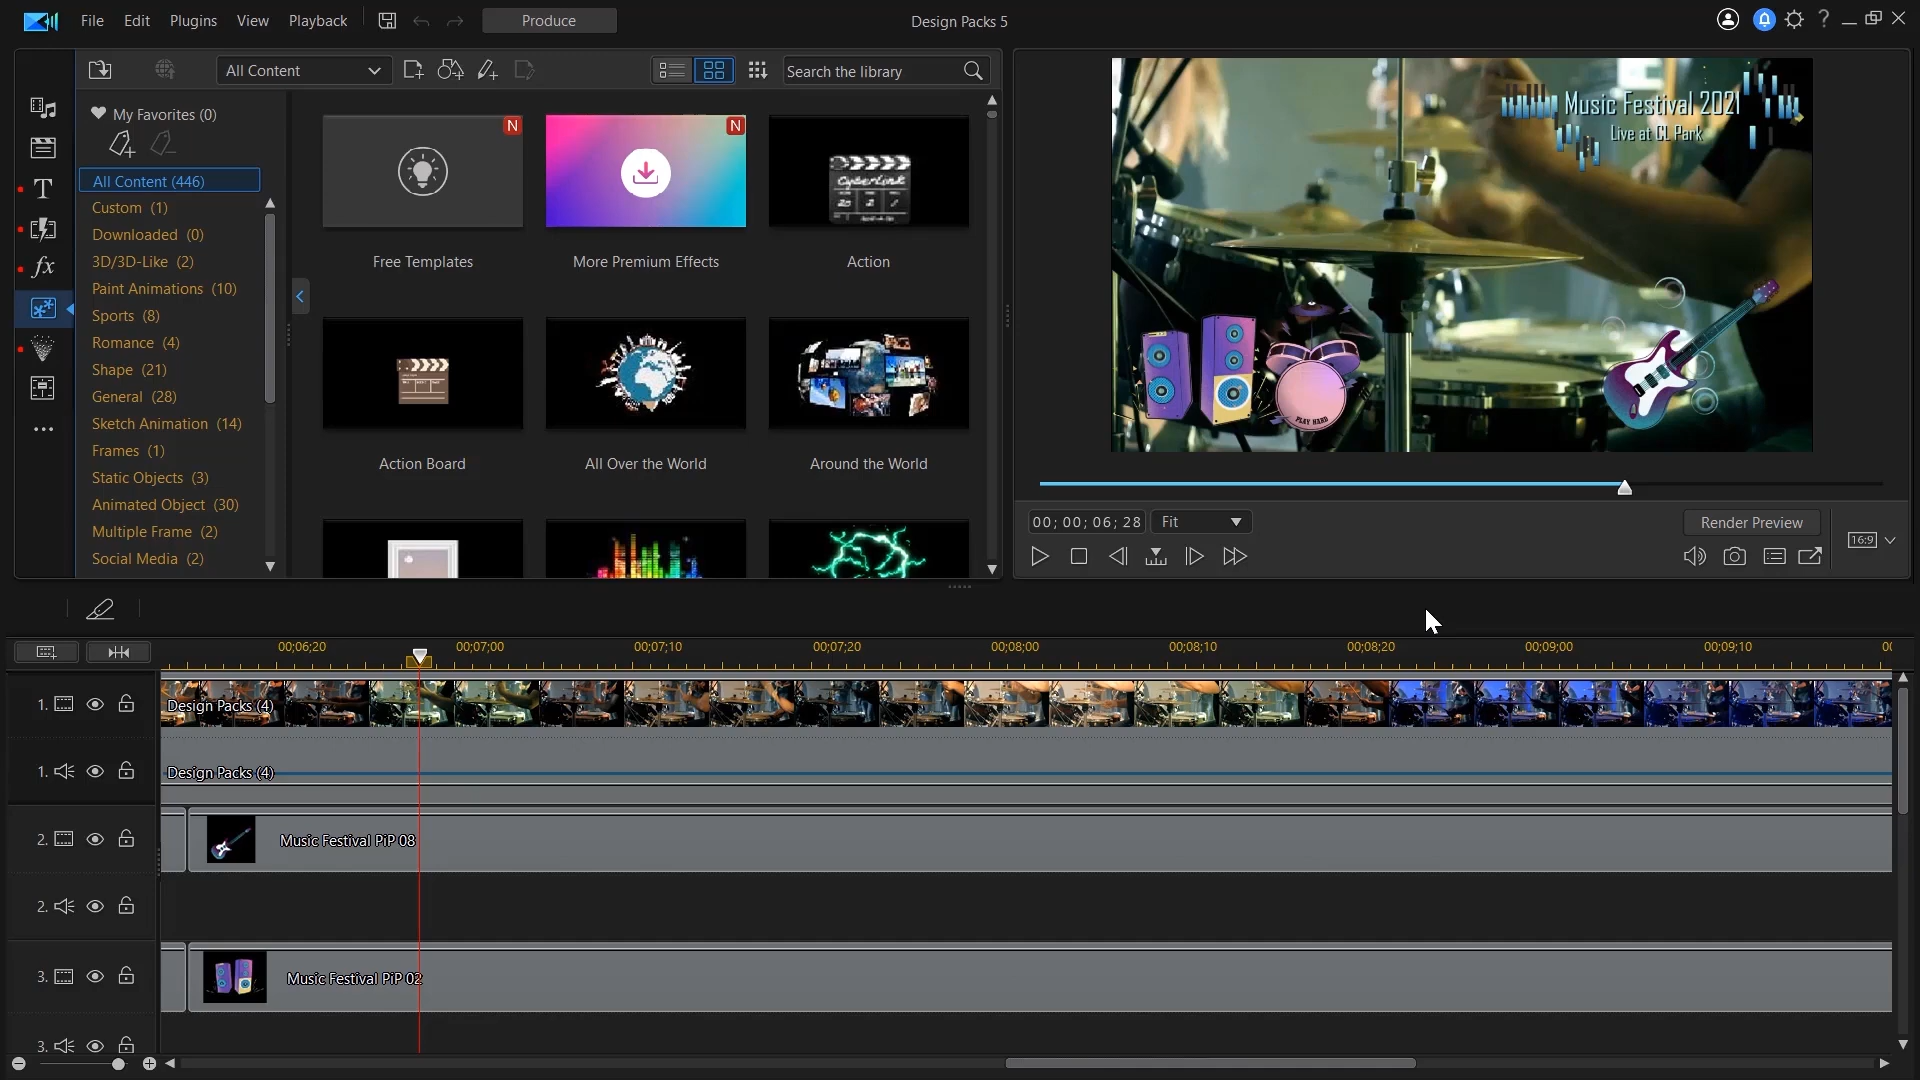 File Edit Plugins View Playback Produce Design Packs 5
All Content Search the library
My Favorites (0)
All Content (446)
Custom (1)
Downloaded (0)
3D/3D-Like (2)
Paint Animations (10)
Sports (8)
Romance (4)
Shape (21)
General (28)
Sketch Animation (14)
Frames (1)
Static Objects (3)
Animated Object (30)
Multiple Frame (2)
Social Media (2)
N N
CyberLink
Free Templates More Premium Effects Action
Action Board All Over the World Around the World
Music Festival 2021
Live at CL Park
PLAY HARD
00; 00; 06; 28 Fit Render Preview 16:9
00;06;20 00;07;00 00;07;10 00;07;20 00;08;00 00;08;10 00;08;20 00;09;00 00;09;10
1. Design Packs (4)
1. Design Packs (4)
2. Music Festival PiP 08
2.
3. Music Festival PiP 02
3.